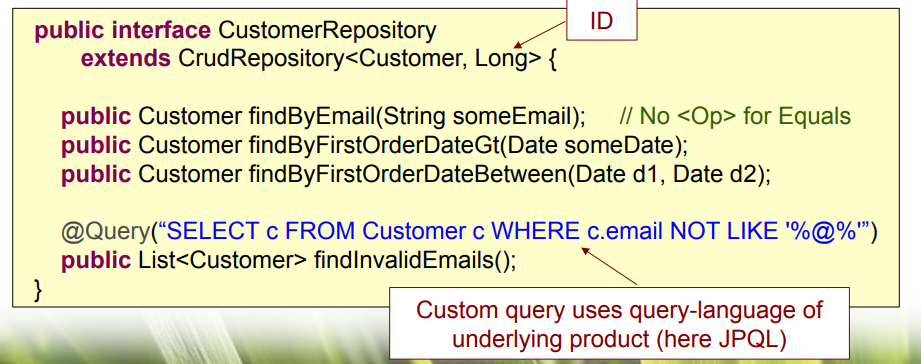 public interface CustomerRepository
ID
extends CrudRepository<Customer, Long> {
public Customer findByEmail(String someEmail); // No <Op> for Equals
public Customer findByFirstOrderDateGt(Date someDate);
public Customer findByFirstOrderDateBetween(Date d1, Date d2);
@Query(“SELECT c FROM Customer c WHERE c.email NOT LIKE '%@%'”)
public List<Customer> findInvalidEmails();
}
Custom query uses query-language of
underlying product (here JPQL)